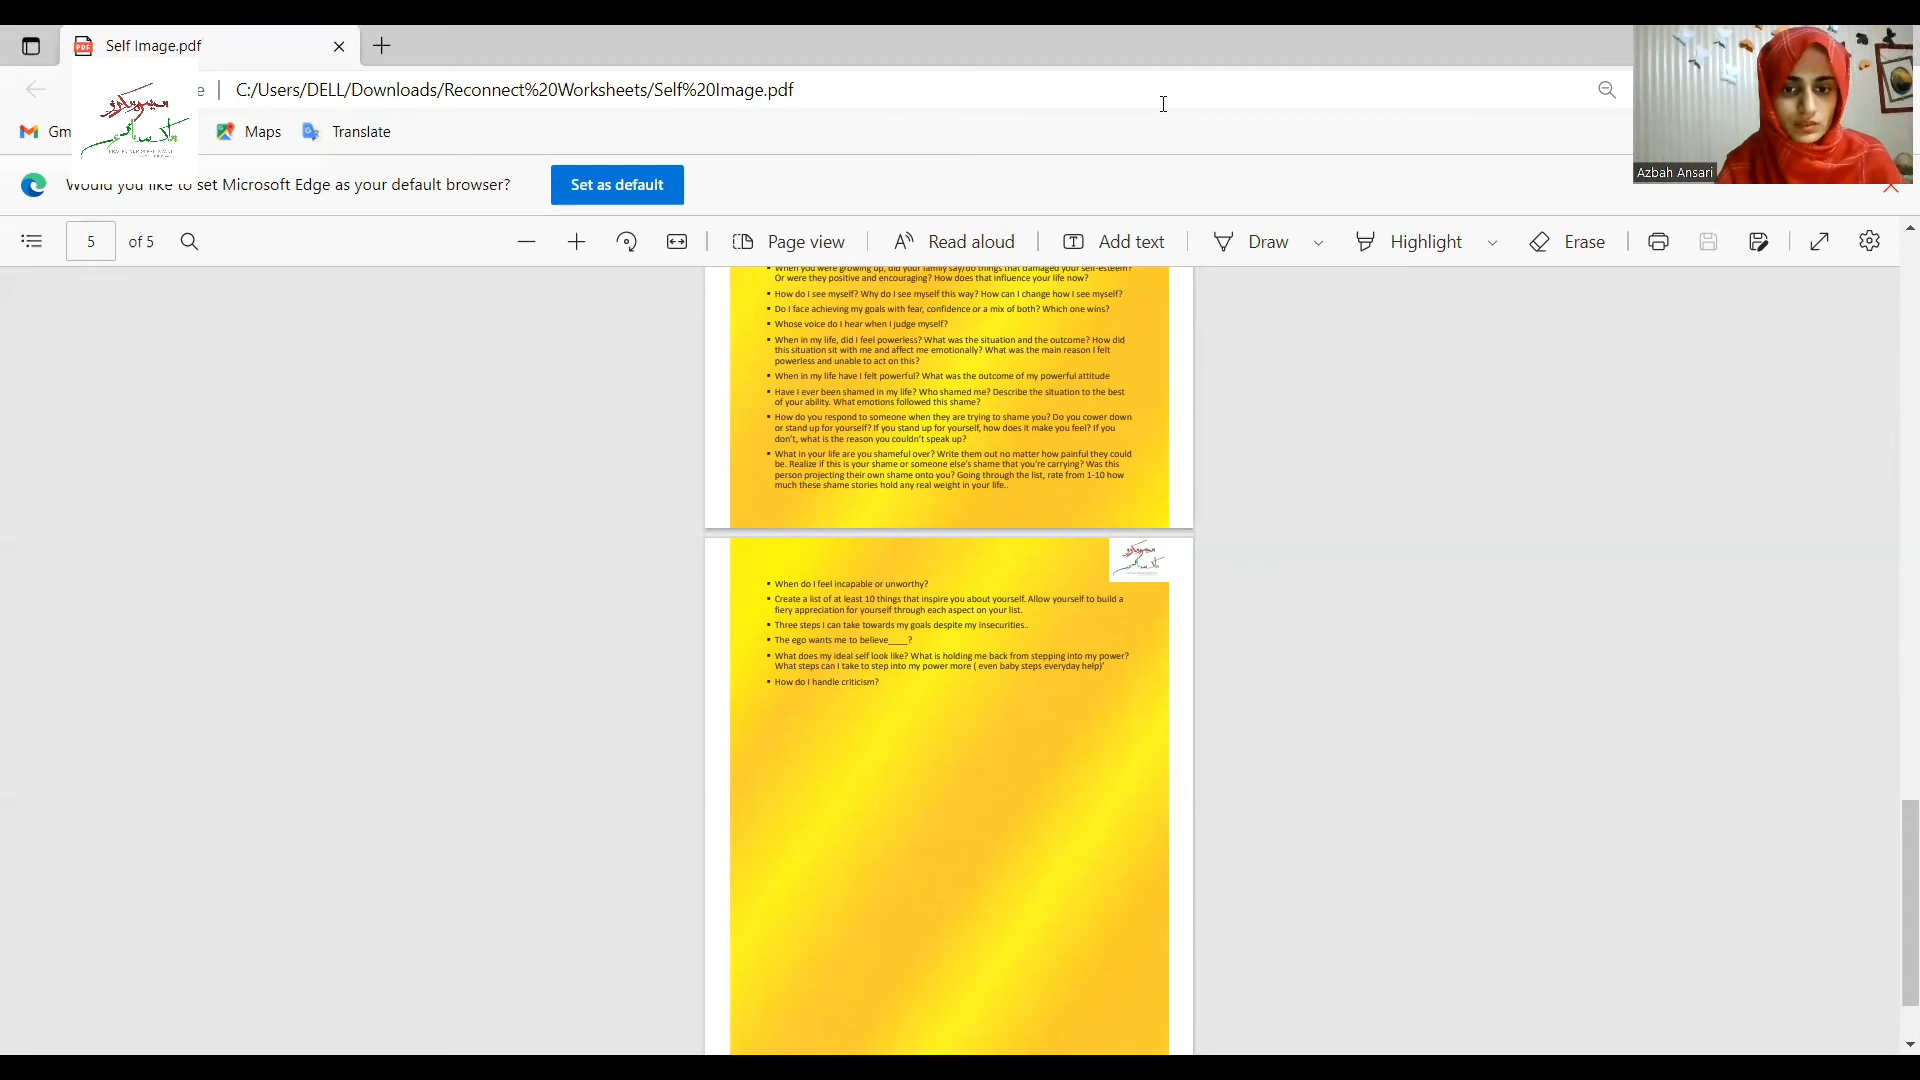 Self Image.pdf
C:/Users/DELL/Downloads/Reconnect%20Worksheets/Self%20Image.pdf
Gm
Maps
Translate
Azbah Ansari
Would you like to set Microsoft Edge as your default browser?
Set as default
5
of 5
Page view
Read aloud
Add text
Draw
Highlight
Erase
When you were growing up, did your family say/do things that damaged your self-esteem?
Or were they positive and encouraging? How does that influence your life now?
▪ How do I see myself? Why do I see myself this way? How can I change how I see myself?
▪ Do I face achieving my goals with fear, confidence or a mix of both? Which one wins?
▪ Whose voice do I hear when I judge myself?
▪ When in my life, did I feel powerless? What was the situation and the outcome? How did
this situation sit with me and affect me emotionally? What was the main reason I felt
powerless and unable to act on this?
▪ When in my life have I felt powerful? What was the outcome of my powerful attitude
▪ Have I ever been shamed in my life? Who shamed me? Describe the situation to the best
of your ability. What emotions followed this shame?
▪ How do you respond to someone when they are trying to shame you? Do you cower down
or stand up for yourself? If you stand up for yourself, how does it make you feel? If you
don't, what is the reason you couldn't speak up?
▪ What in your life are you shameful over? Write them out no matter how painful they could
be. Realize if this is your shame or someone else's shame that you're carrying? Was this
person projecting their own shame onto you? Going through the list, rate from 1-10 how
much these shame stories hold any real weight in your life..
▪ When do I feel incapable or unworthy?
▪ Create a list of at least 10 things that inspire you about yourself. Allow yourself to build a
fiery appreciation for yourself through each aspect on your list.
▪ Three steps I can take towards my goals despite my insecurities..
▪ The ego wants me to believe____?
▪ What does my ideal self look like? What is holding me back from stepping into my power?
What steps can I take to step into my power more ( even baby steps everyday help)'
▪ How do I handle criticism?